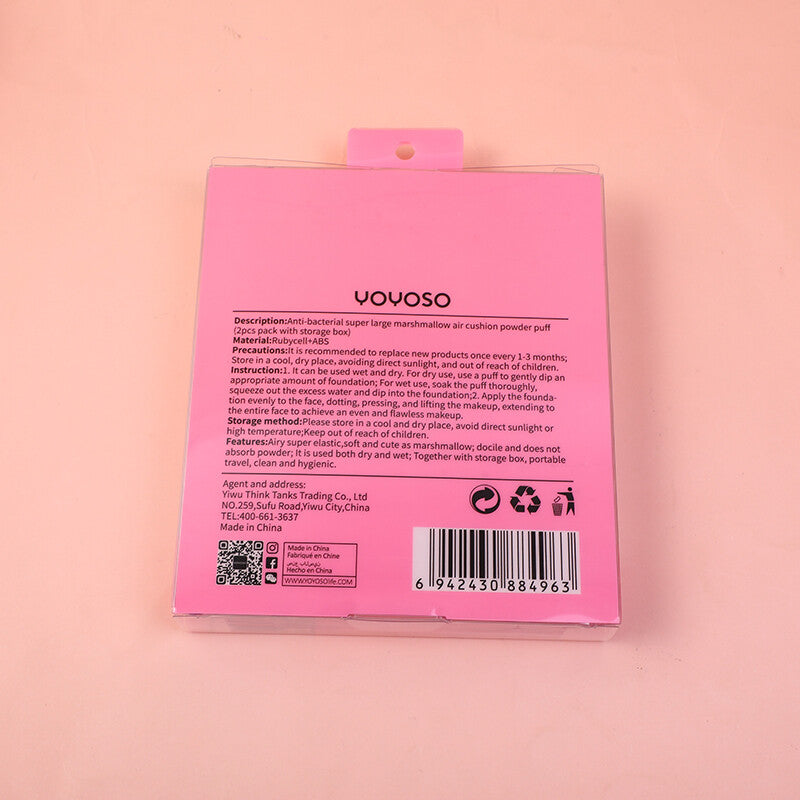 YOYOSO
Description:Anti-bacterial super large marshmallow air cushion powder puff
(2pcs pack with storage box)
Material:Rubycell+ABS
Precautions:It is recommended to replace new products once every 1-3 months;
Store in a cool, dry place, avoiding direct sunlight, and out of reach of children.
Instruction:1. It can be used wet and dry. For dry use, use a puff to gently dip an
appropriate amount of foundation; For wet use, soak the puff thoroughly,
squeeze out the excess water and dip into the foundation;2. Apply the founda-
tion evenly to the face, dotting, pressing, and lifting the makeup, extending to
the entire face to achieve an even and flawless makeup.
Storage method:Please store in a cool and dry place, avoid direct sunlight or
high temperature;Keep out of reach of children.
Features:Airy super elastic,soft and cute as marshmallow; docile and does not
absorb powder; It is used both dry and wet; Together with storage box, portable
travel, clean and hygienic.
Agent and address:
Yiwu Think Tanks Trading Co., Ltd
NO.259,Sufu Road,Yiwu City,China
TEL:400-661-3637
Made in China
Made in China
Fabriqué en Chine
Hecho en China
WWW.YOYOSOlife.COM
6 942430 884963